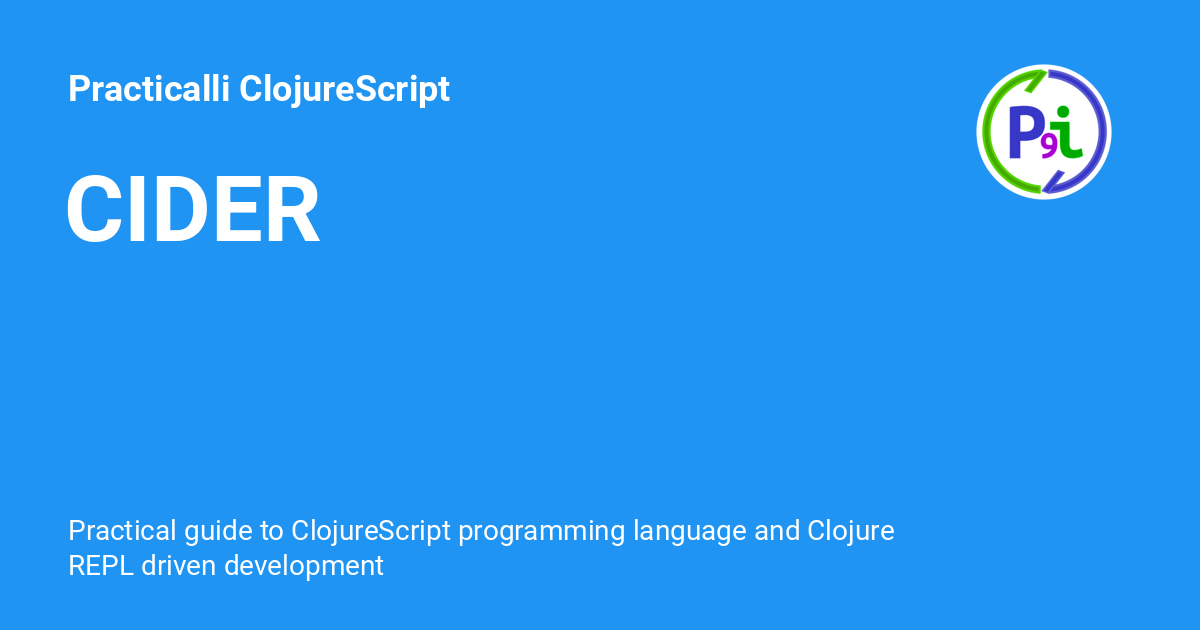 Practicalli ClojureScript
P9i
CIDER
Practical guide to ClojureScript programming language and Clojure
REPL driven development